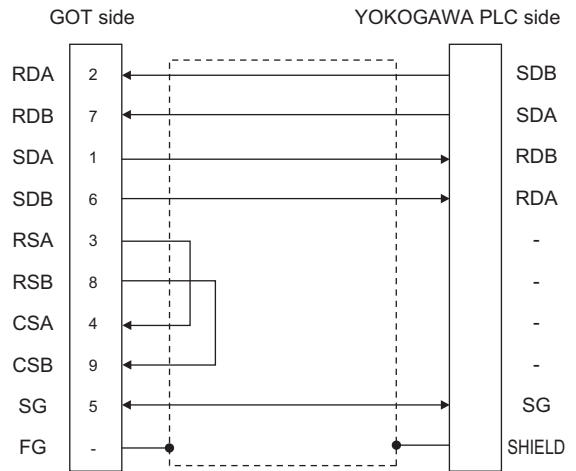 GOT side YOKOGAWA PLC side
RDA 2 SDB
RDB 7 SDA
SDA 1 RDB
SDB 6 RDA
RSA 3 -
RSB 8 -
CSA 4 -
CSB 9 -
SG 5 SG
FG - SHIELD